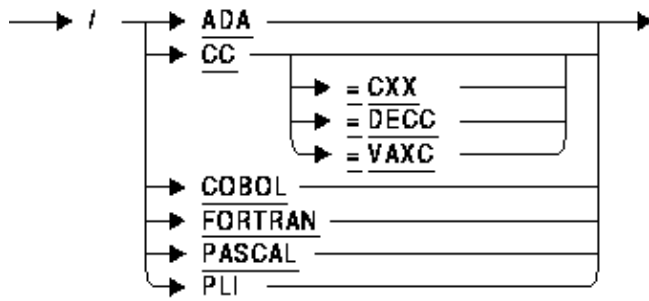 / ADA
CC
= CXX
= DECC
= VAXC
COBOL
FORTRAN
PASCAL
PLI